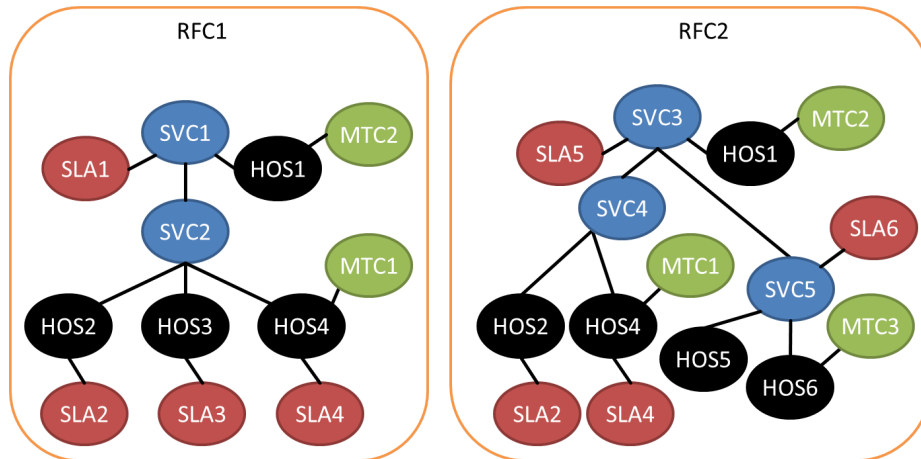 RFC1
SVC1
MTC2
SLA1
HOS1
SVC2
MTC1
HOS2
HOS3
HOS4
SLA2
SLA3
SLA4
RFC2
SVC3
MTC2
SLA5
HOS1
SVC4
SLA6
MTC1
SVC5
HOS2
HOS4
MTC3
HOS5
HOS6
SLA2
SLA4